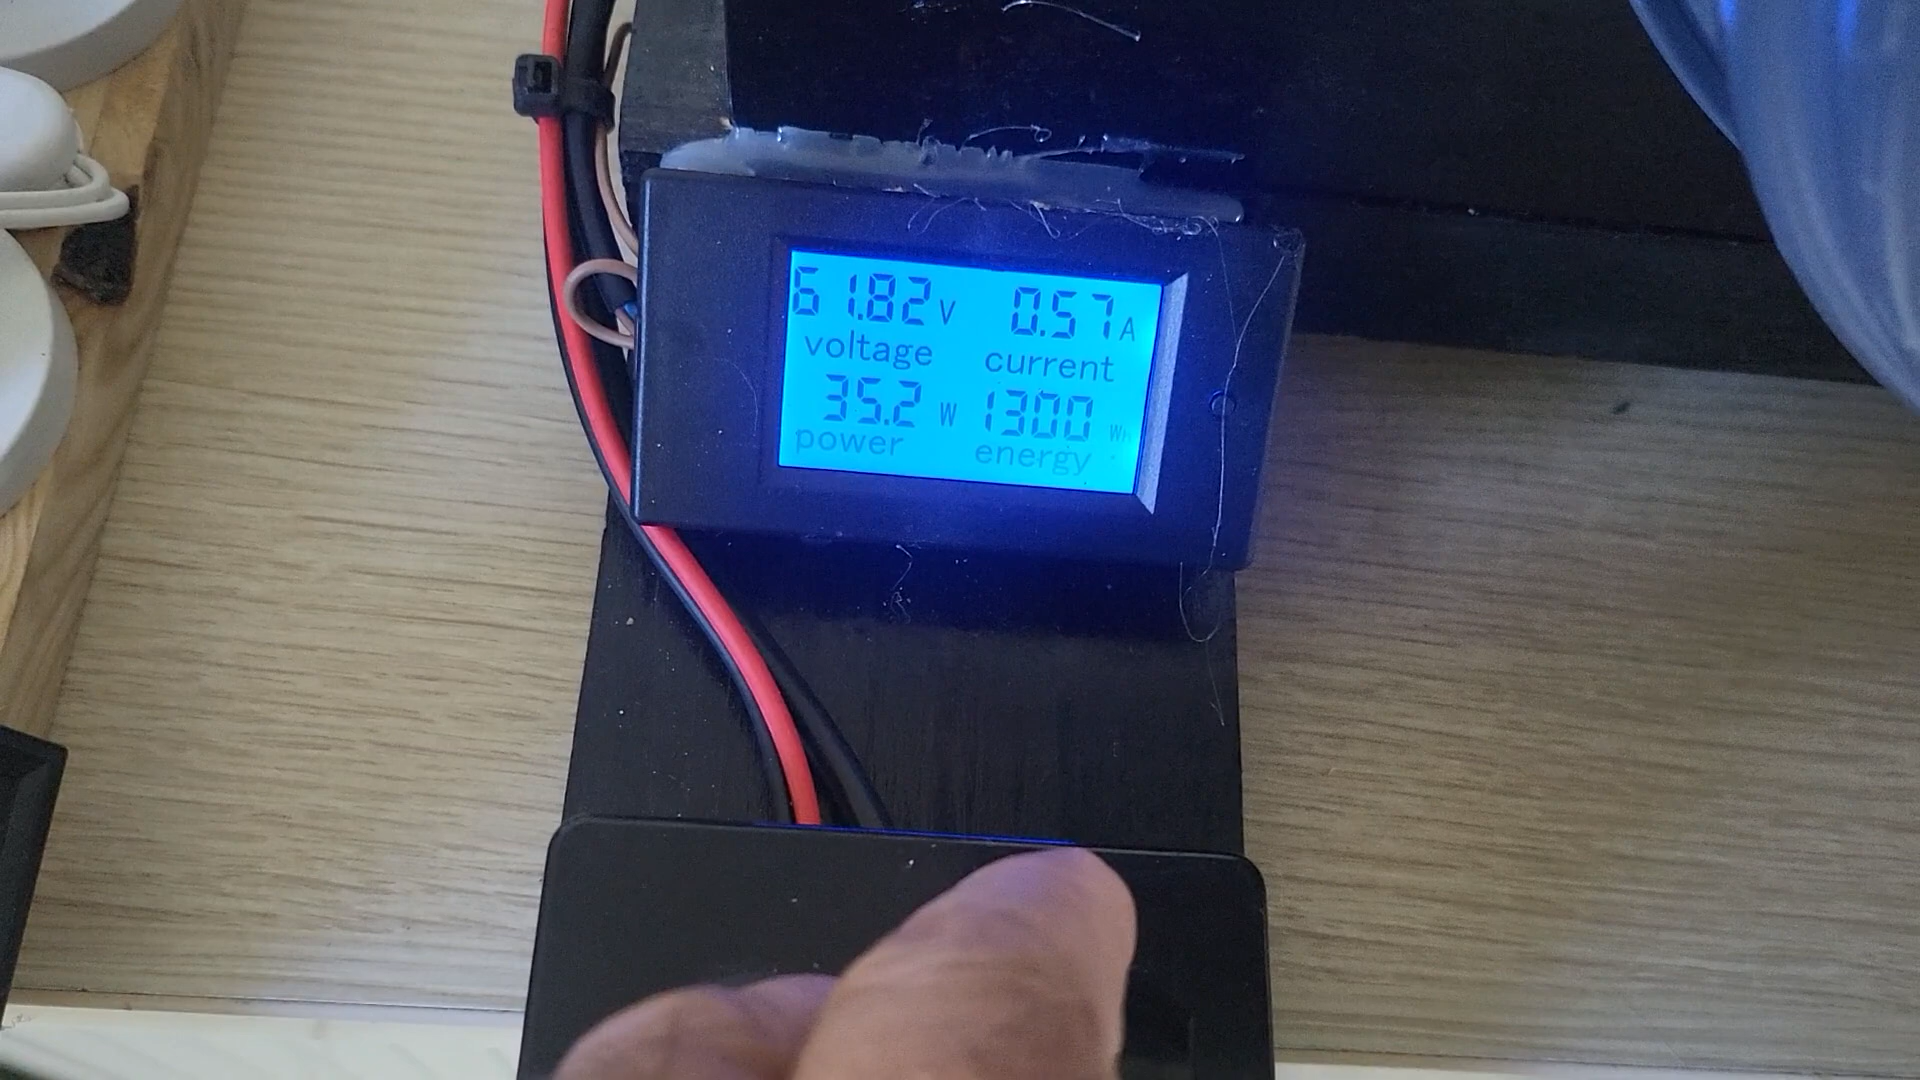 61.82 V 0.57 A
voltage current
35.2 W 1300 Wh
power energy